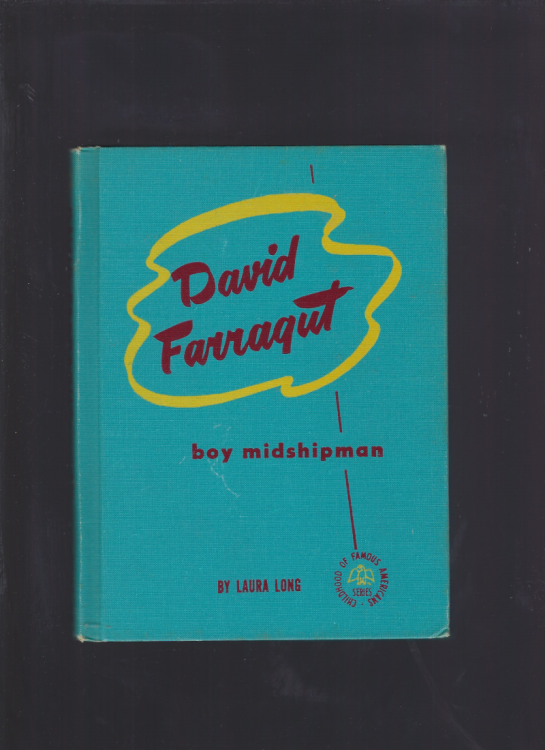 David
Farragut
boy midshipman
BY LAURA LONG
CHILDHOOD OF FAMOUS AMERICANS
SERIES